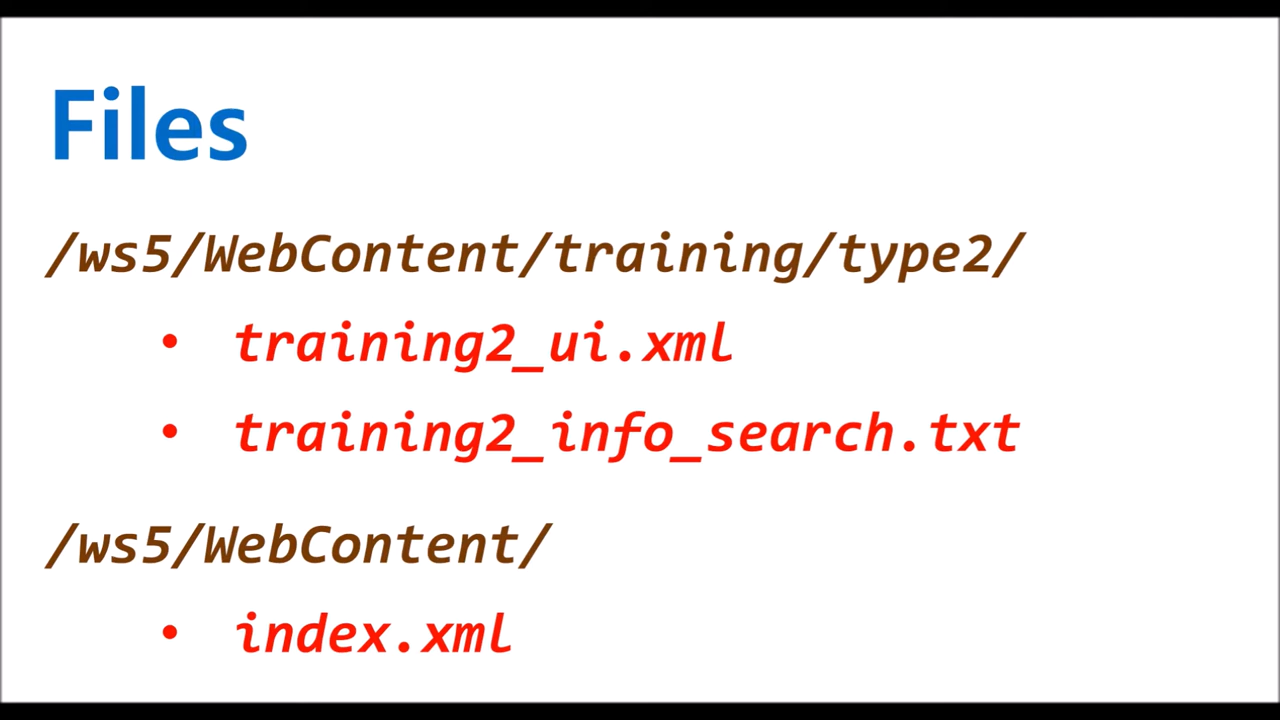 Files
/ws5/WebContent/training/type2/
• training2_ui.xml
• training2_info_search.txt
/ws5/WebContent/
• index.xml